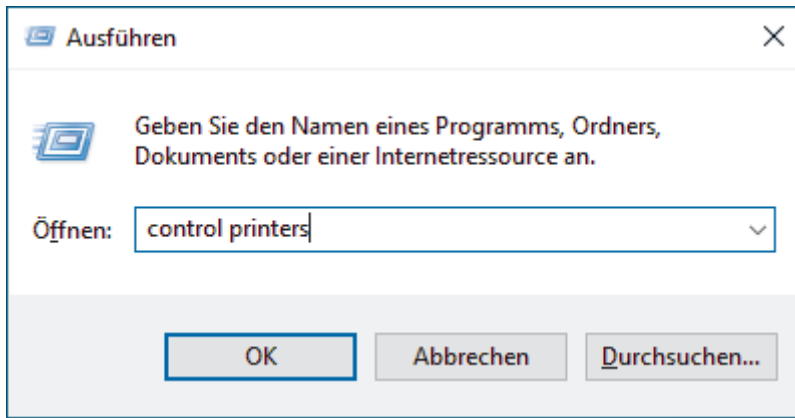 Ausführen
Geben Sie den Namen eines Programms, Ordners,
Dokuments oder einer Internetressource an.
Öffnen: control printers
OK Abbrechen Durchsuchen...